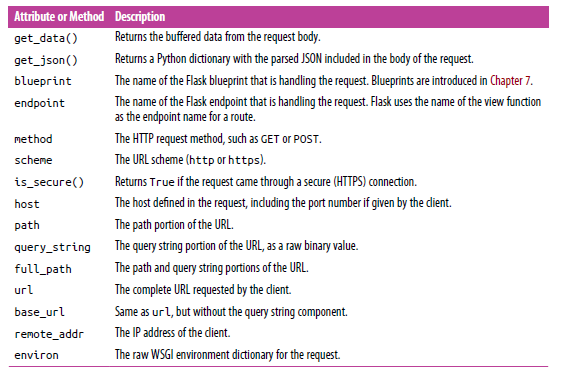 Attribute or Method Description
get_data() Returns the buffered data from the request body.
get_json() Returns a Python dictionary with the parsed JSON included in the body of the request.
blueprint The name of the Flask blueprint that is handling the request. Blueprints are introduced in Chapter 7.
endpoint The name of the Flask endpoint that is handling the request. Flask uses the name of the view function
as the endpoint name for a route.
method The HTTP request method, such as GET or POST.
scheme The URL scheme (http or https).
is_secure() Returns True if the request came through a secure (HTTPS) connection.
host The host defined in the request, including the port number if given by the client.
path The path portion of the URL.
query_string The query string portion of the URL, as a raw binary value.
full_path The path and query string portions of the URL.
url The complete URL requested by the client.
base_url Same as url, but without the query string component.
remote_addr The IP address of the client.
environ The raw WSGI environment dictionary for the request.